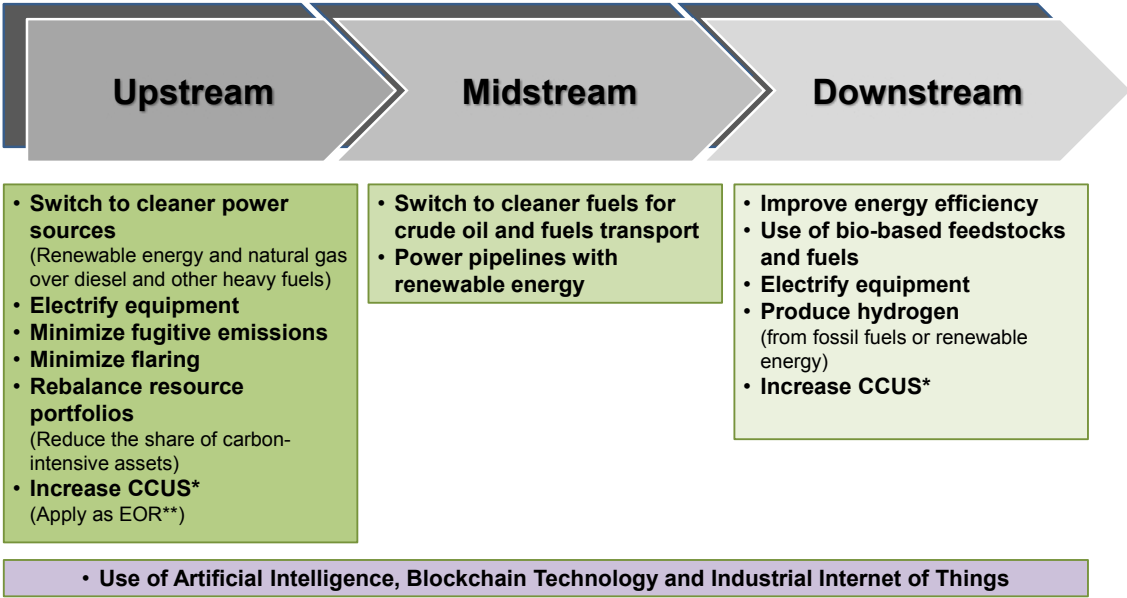 Upstream
Midstream
Downstream
• Switch to cleaner power
sources
(Renewable energy and natural gas
over diesel and other heavy fuels)
• Electrify equipment
• Minimize fugitive emissions
• Minimize flaring
• Rebalance resource
portfolios
(Reduce the share of carbon-
intensive assets)
• Increase CCUS*
(Apply as EOR**)
• Switch to cleaner fuels for
crude oil and fuels transport
• Power pipelines with
renewable energy
• Improve energy efficiency
• Use of bio-based feedstocks
and fuels
• Electrify equipment
• Produce hydrogen
(from fossil fuels or renewable
energy)
• Increase CCUS*
• Use of Artificial Intelligence, Blockchain Technology and Industrial Internet of Things